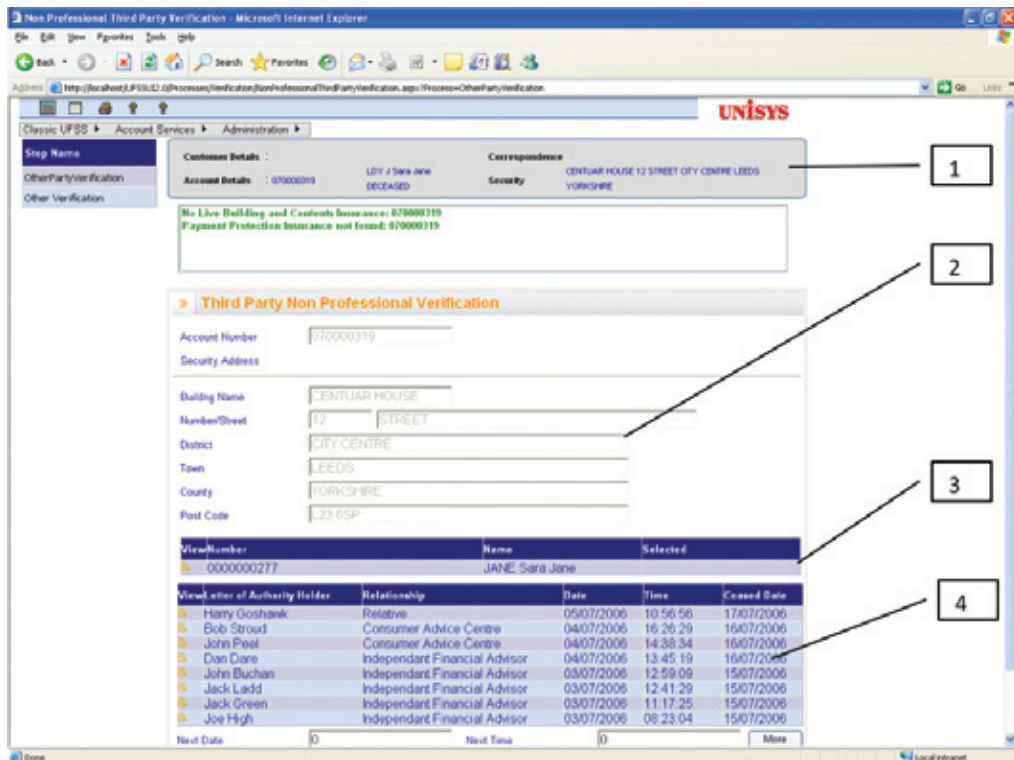 Non Professional Third Party Verification - Microsoft Internet Explorer
File Edit View Favorites Tools Help
Back Search Favorites
Address http://localhost/UFSSUI2.0/Processes/Verification/NonProfessionalThirdPartyVerification.aspx?Process=OtherPartyVerification Go Links
UNISYS
Classic UFSS Account Services Administration
Step Name
OtherPartyVerification
Other Verification
Customer Details : Correspondence
Account Details : 070000319 LDY J Sara Jane DECEASED Security CENTUAR HOUSE 12 STREET CITY CENTRE LEEDS YORKSHIRE
1
No Live Building and Contents Insurance: 070000319
Payment Protection Insurance not found: 070000319
2
» Third Party Non Professional Verification
Account Number 070000319
Security Address
Building Name CENTUAR HOUSE
Number/Street 12 STREET
District CITY CENTRE
Town LEEDS
County YORKSHIRE
Post Code L23 6SP
3
View Number Name Selected
0000000277 JANE Sara Jane
View Letter of Authority Holder Relationship Date Time Ceased Date
4
Harry Goshawk Relative 05/07/2006 10:56:56 17/07/2006
Bob Stroud Consumer Advice Centre 04/07/2006 16:26:29 16/07/2006
John Peel Consumer Advice Centre 04/07/2006 14:38:34 16/07/2006
Dan Dare Independant Financial Advisor 04/07/2006 13:45:19 16/07/2006
John Buchan Independant Financial Advisor 03/07/2006 12:59:09 15/07/2006
Jack Ladd Independant Financial Advisor 03/07/2006 12:41:29 15/07/2006
Jack Green Independant Financial Advisor 03/07/2006 11:17:25 15/07/2006
Joe High Independant Financial Advisor 03/07/2006 08:23:04 15/07/2006
Next Date 0 Next Time 0 More
Done Local intranet